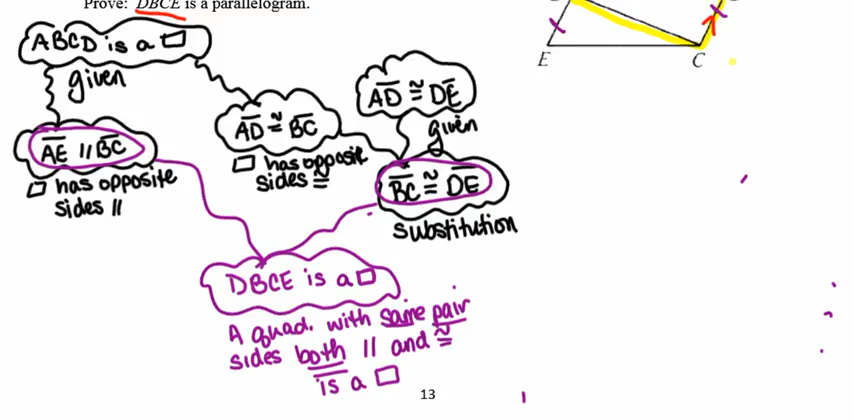 Prove: DBCE is a parallelogram.
ABCD is a ▱
given
AD ≅ DE
given
AE // BC
▱ has opposite
sides //
AD ≅ BC
▱ has opposite
sides ≅
BC ≅ DE
substitution
DBCE is a ▱
A quad. with same pair
sides both // and ≅
is a ▱
E
C
13